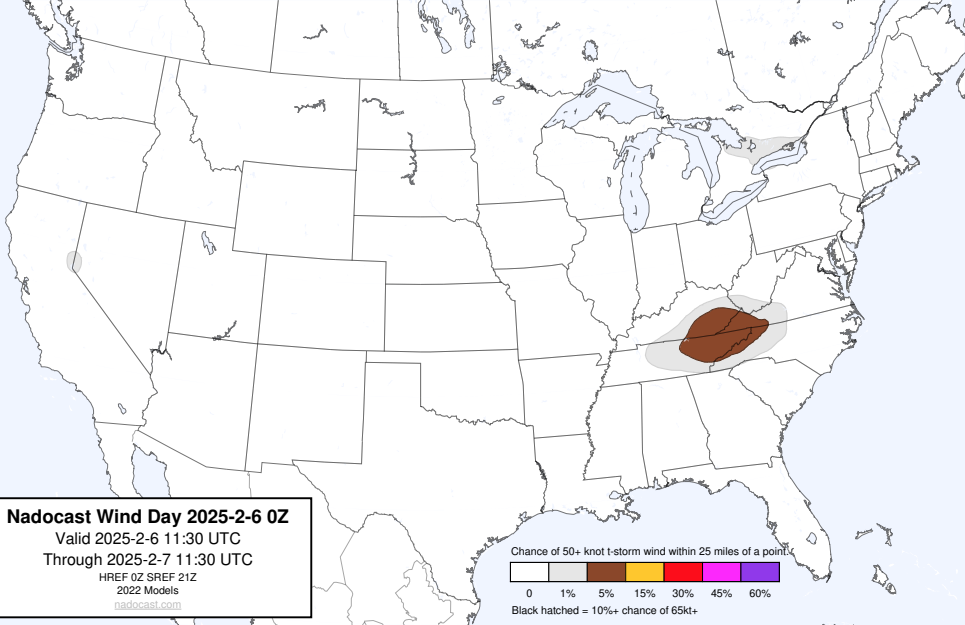 Nadocast Wind Day 2025-2-6 0Z
Valid 2025-2-6 11:30 UTC
Through 2025-2-7 11:30 UTC
HREF 0Z SREF 21Z
2022 Models
nadocast.com
Chance of 50+ knot t-storm wind within 25 miles of a point.
0 1% 5% 15% 30% 45% 60%
Black hatched = 10%+ chance of 65kt+